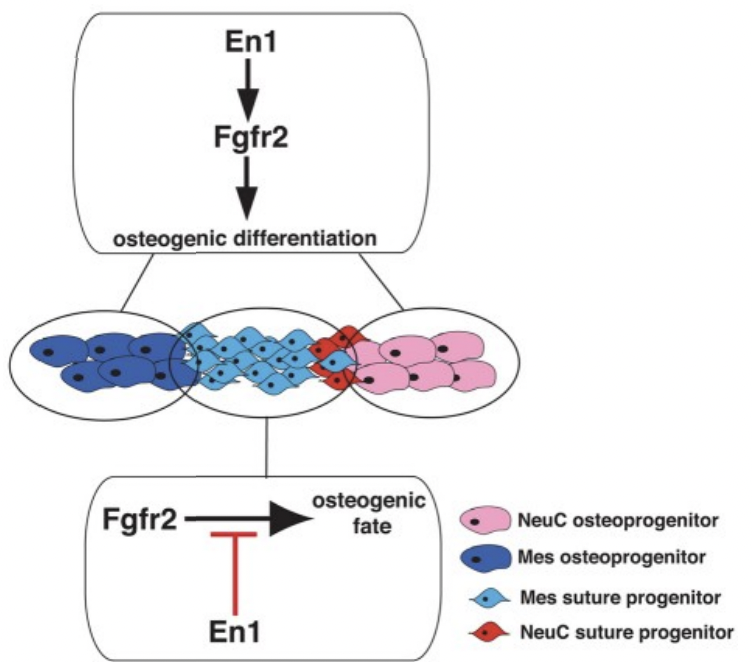 En1
Fgfr2
osteogenic differentiation
Fgfr2
osteogenic
fate
En1
NeuC osteoprogenitor
Mes osteoprogenitor
Mes suture progenitor
NeuC suture progenitor